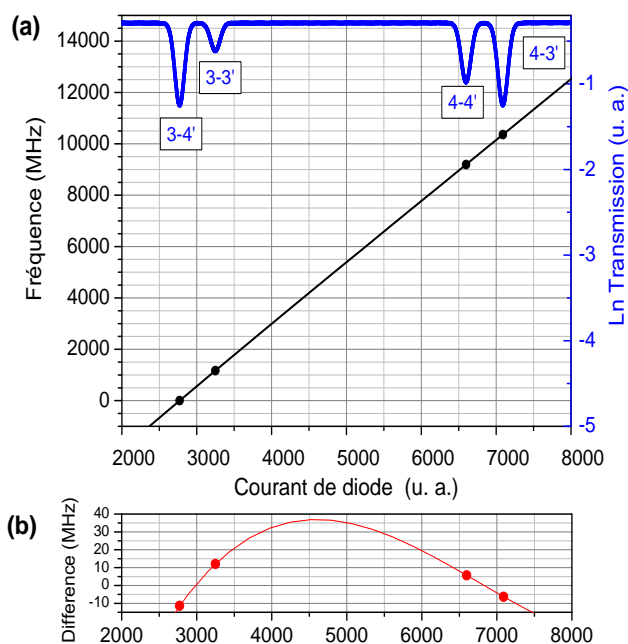 (a)
14000
12000
10000
8000
6000
4000
2000
0
Fréquence (MHz)
3-4'
3-3'
4-4'
4-3'
-1
-2
-3
-4
-5
Ln Transmission (u. a.)
2000 3000 4000 5000 6000 7000 8000
Courant de diode (u. a.)
(b)
40
30
20
10
0
-10
Difference (MHz)
2000 3000 4000 5000 6000 7000 8000